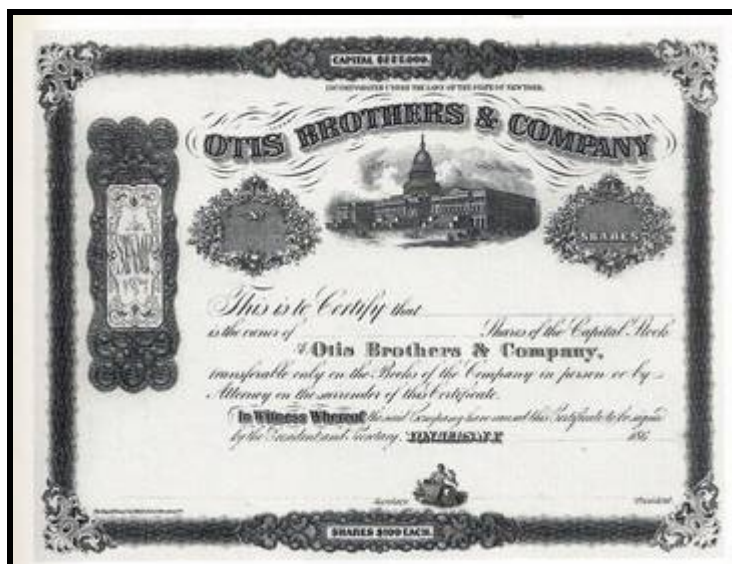 CAPITAL $225,000.
INCORPORATED UNDER THE LAWS OF THE STATE OF NEW YORK.
OTIS BROTHERS & COMPANY
STAMP
SHARES
This is to Certify that
is the owner of Shares of the Capital Stock
of Otis Brothers & Company,
transferable only on the Books of the Company in person or by
Attorney on the surrender of this Certificate.
In Witness Whereof the said Company have caused this Certificate to be signed
by the President and Secretary, YONKERS, N.Y. 186
Secretary President
SHARES $100 EACH.